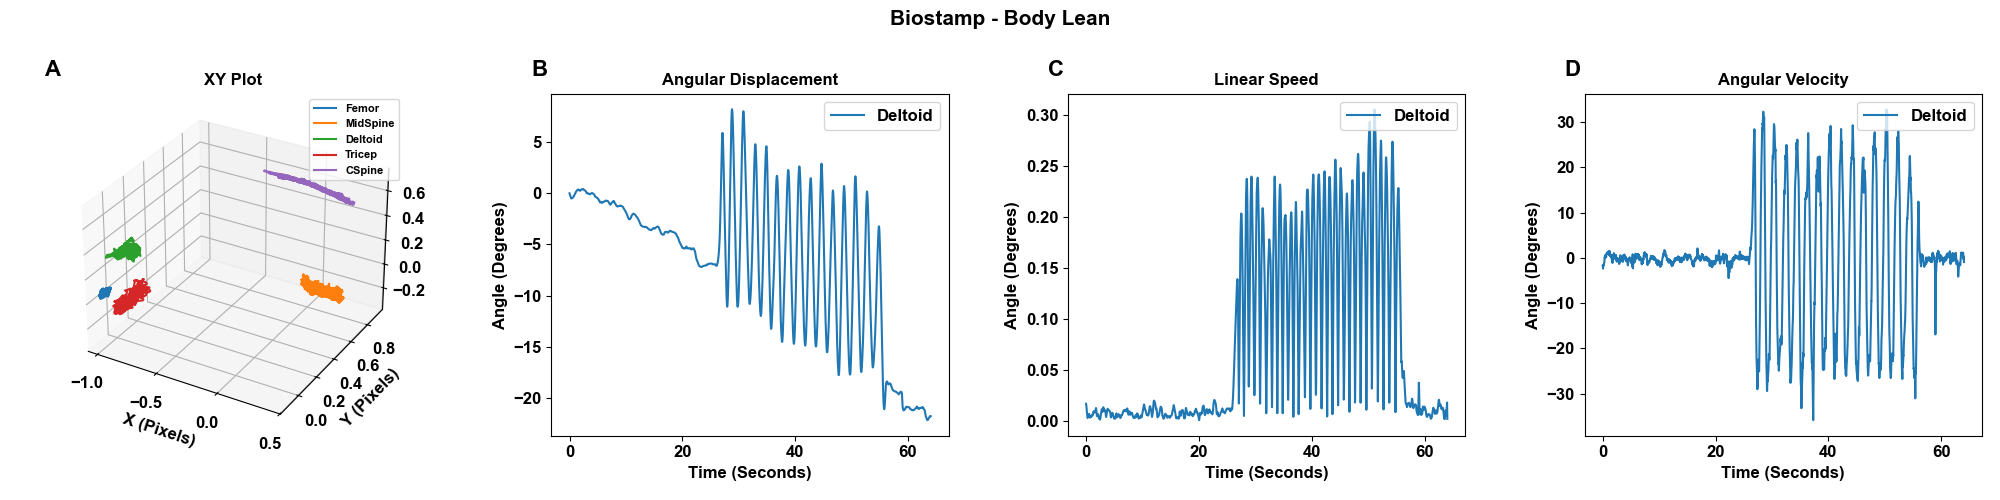 Biostamp - Body Lean
A
XY Plot
Femor
MidSpine
Deltoid
Tricep
CSpine
0.6
0.4
0.2
0.0
−0.2
−1.0
−0.5
0.0
0.5
X (Pixels)
0.0
0.2
0.4
0.6
0.8
Y (Pixels)
B
Angular Displacement
Deltoid
5
0
−5
−10
−15
−20
Angle (Degrees)
0 20 40 60
Time (Seconds)
C
Linear Speed
Deltoid
0.30
0.25
0.20
0.15
0.10
0.05
0.00
Angle (Degrees)
0 20 40 60
Time (Seconds)
D
Angular Velocity
Deltoid
30
20
10
0
−10
−20
−30
Angle (Degrees)
0 20 40 60
Time (Seconds)